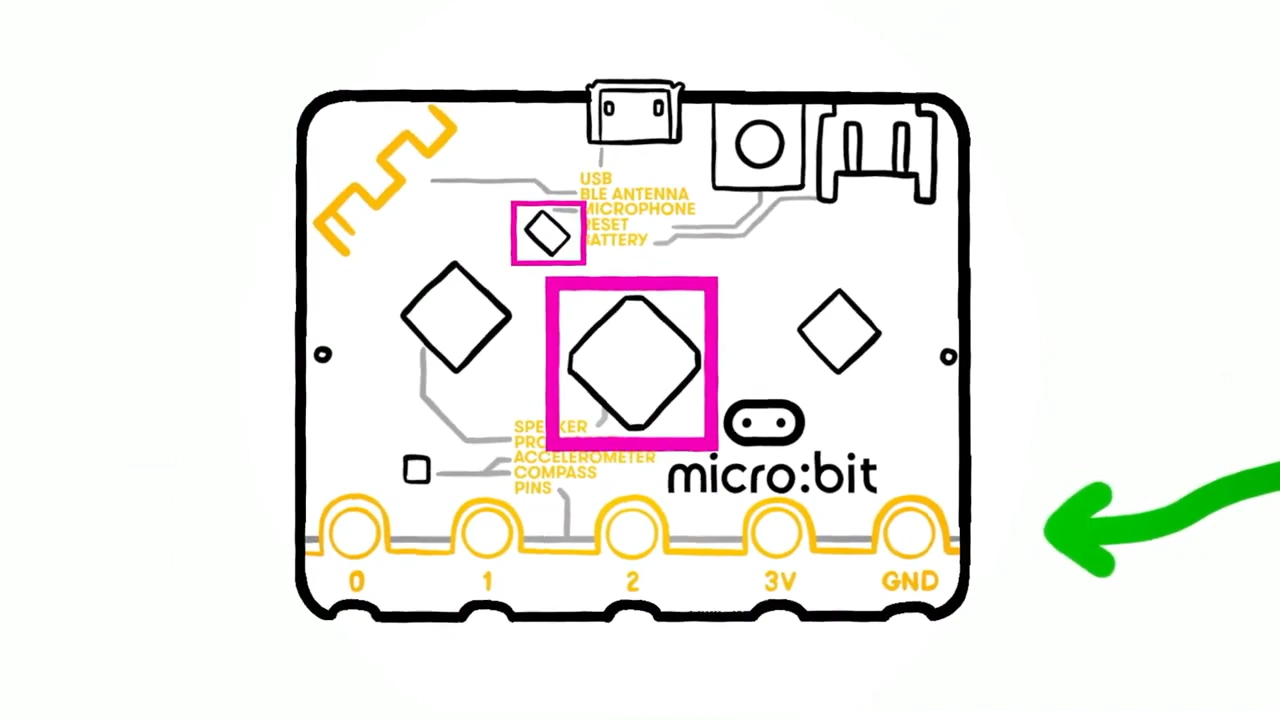 USB
BLE ANTENNA
MICROPHONE
RESET
BATTERY
SPEAKER
ACCELEROMETER
COMPASS
PINS
micro:bit
0 1 2 3V GND